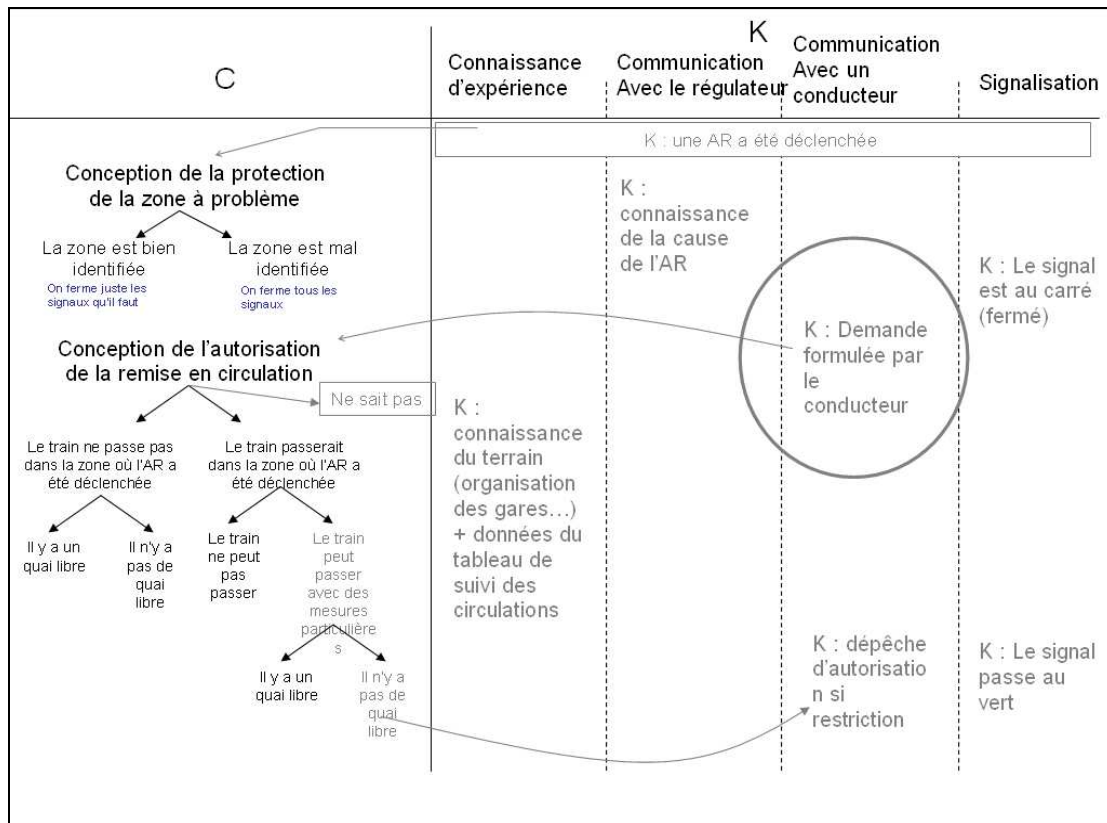 C
K
Connaissance
d'expérience
Communication
Avec le régulateur
Communication
Avec un
conducteur
Signalisation
K : une AR a été déclenchée
Conception de la protection
de la zone à problème
La zone est bien
identifiée
On ferme juste les
signaux qu'il faut
La zone est mal
identifiée
On ferme tous les
signaux
K :
connaissance
de la cause
de l'AR
K : Le signal
est au carré
(fermé)
K : Demande
formulée par
le
conducteur
Conception de l'autorisation
de la remise en circulation
Ne sait pas
Le train ne passe pas
dans la zone où l'AR a
été déclenchée
Le train passerait
dans la zone où l'AR a
été déclenchée
Il y a un
quai libre
Il n'y a
pas de
quai
libre
Le train
ne peut
pas
passer
Le train
peut
passer
avec des
mesures
particulière
s
Il y a un
quai libre
Il n'y a
pas de
quai
libre
K :
connaissance
du terrain
(organisation
des gares…)
+ données du
tableau de
suivi des
circulations
K : dépêche
d'autorisatio
n si
restriction
K : Le signal
passe au
vert